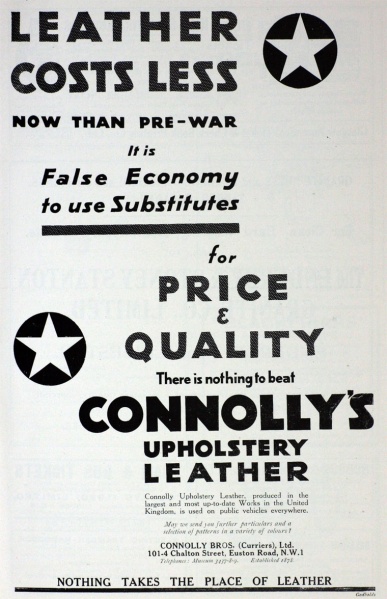 LEATHER
COSTS LESS
NOW THAN PRE-WAR
It is
False Economy
to use Substitutes
for
PRICE
&
QUALITY
There is nothing to beat
CONNOLLY'S
UPHOLSTERY
LEATHER
Connolly Upholstery Leather, produced in the
largest and most up-to-date Works in the United
Kingdom, is used on public vehicles everywhere.
May we send you further particulars and a
selection of patterns in a variety of colours?
CONNOLLY BROS. (Curriers), Ltd.
101-4 Chalton Street, Euston Road, N.W.1
Telephone: Museum Established
NOTHING TAKES THE PLACE OF LEATHER